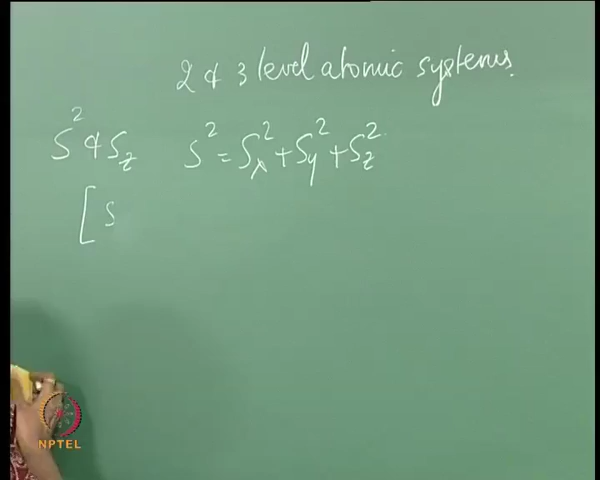 2 & 3 level atomic systems.
S² & S_z S² = S_x² + S_y² + S_z²
[ S
NPTEL